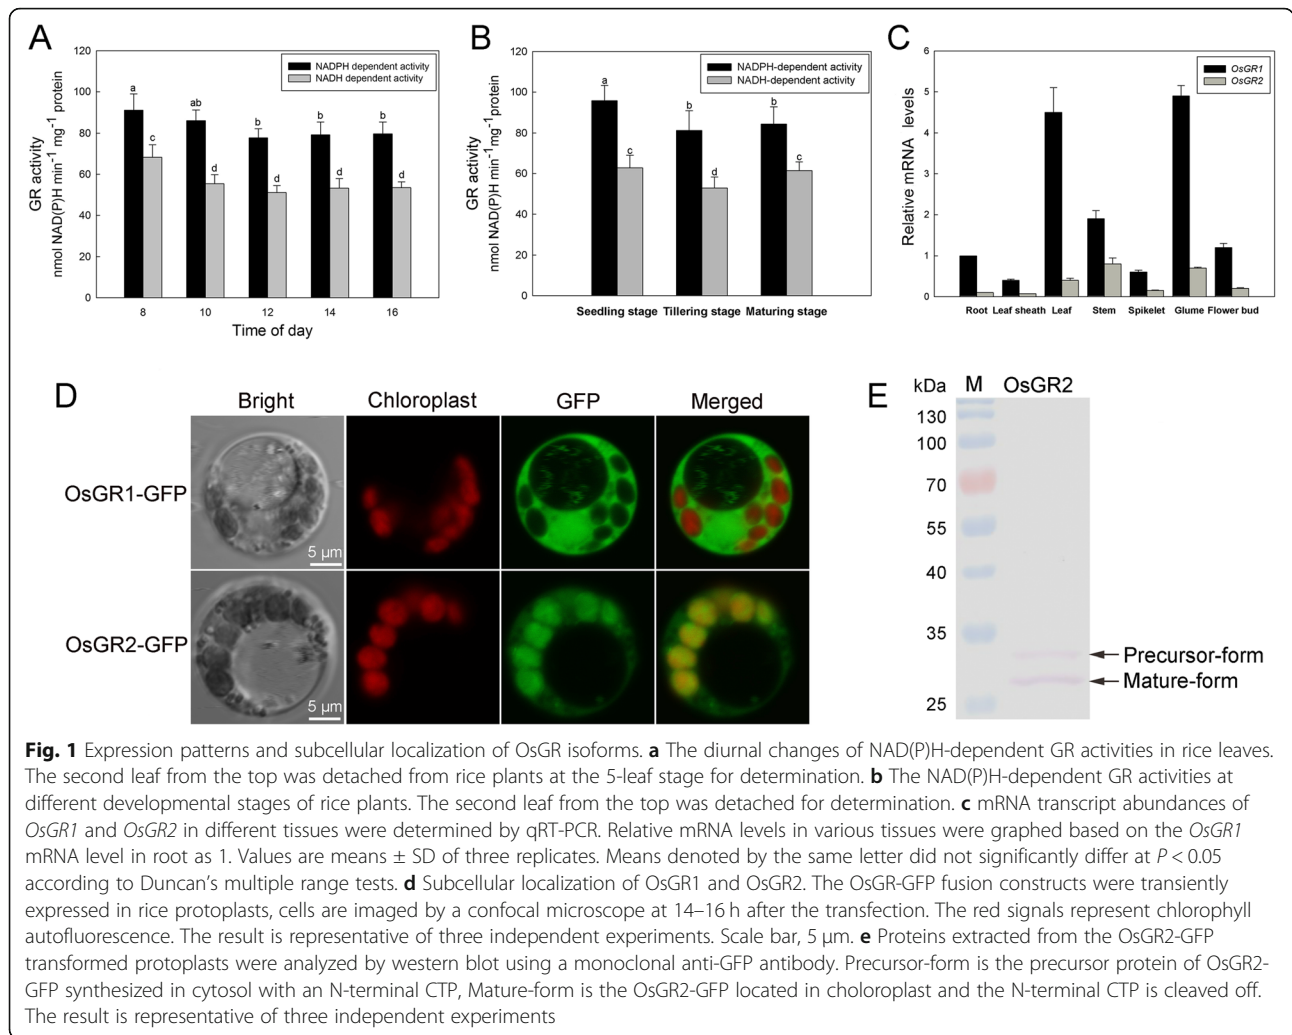 A
GR activity
nmol NAD(P)H min⁻¹ mg⁻¹ protein
120
100
80
60
40
20
0
NADPH dependent activity
NADH dependent activity
a
ab
b
b
b
c
d
d
d
d
8
10
12
14
16
Time of day
B
GR activity
nmol NAD(P)H min⁻¹mg⁻¹protein
120
100
80
60
40
20
0
NADPH-dependent activity
NADH-dependent activity
a
b
b
c
d
c
Seedling stage Tillering stage Maturing stage
C
Relative mRNA levels
6
5
4
3
2
1
0
OsGR1
OsGR2
Root Leaf sheath Leaf Stem Spikelet Glume Flower bud
D
Bright Chloroplast GFP Merged
OsGR1-GFP
5 µm
OsGR2-GFP
5 µm
E
kDa M OsGR2
130
100
70
55
40
35
25
Precursor-form
Mature-form
Fig. 1 Expression patterns and subcellular localization of OsGR isoforms. a The diurnal changes of NAD(P)H-dependent GR activities in rice leaves.
The second leaf from the top was detached from rice plants at the 5-leaf stage for determination. b The NAD(P)H-dependent GR activities at
different developmental stages of rice plants. The second leaf from the top was detached for determination. c mRNA transcript abundances of
OsGR1 and OsGR2 in different tissues were determined by qRT-PCR. Relative mRNA levels in various tissues were graphed based on the OsGR1
mRNA level in root as 1. Values are means ± SD of three replicates. Means denoted by the same letter did not significantly differ at P < 0.05
according to Duncan's multiple range tests. d Subcellular localization of OsGR1 and OsGR2. The OsGR-GFP fusion constructs were transiently
expressed in rice protoplasts, cells are imaged by a confocal microscope at 14–16 h after the transfection. The red signals represent chlorophyll
autofluorescence. The result is representative of three independent experiments. Scale bar, 5 µm. e Proteins extracted from the OsGR2-GFP
transformed protoplasts were analyzed by western blot using a monoclonal anti-GFP antibody. Precursor-form is the precursor protein of OsGR2-
GFP synthesized in cytosol with an N-terminal CTP, Mature-form is the OsGR2-GFP located in choloroplast and the N-terminal CTP is cleaved off.
The result is representative of three independent experiments